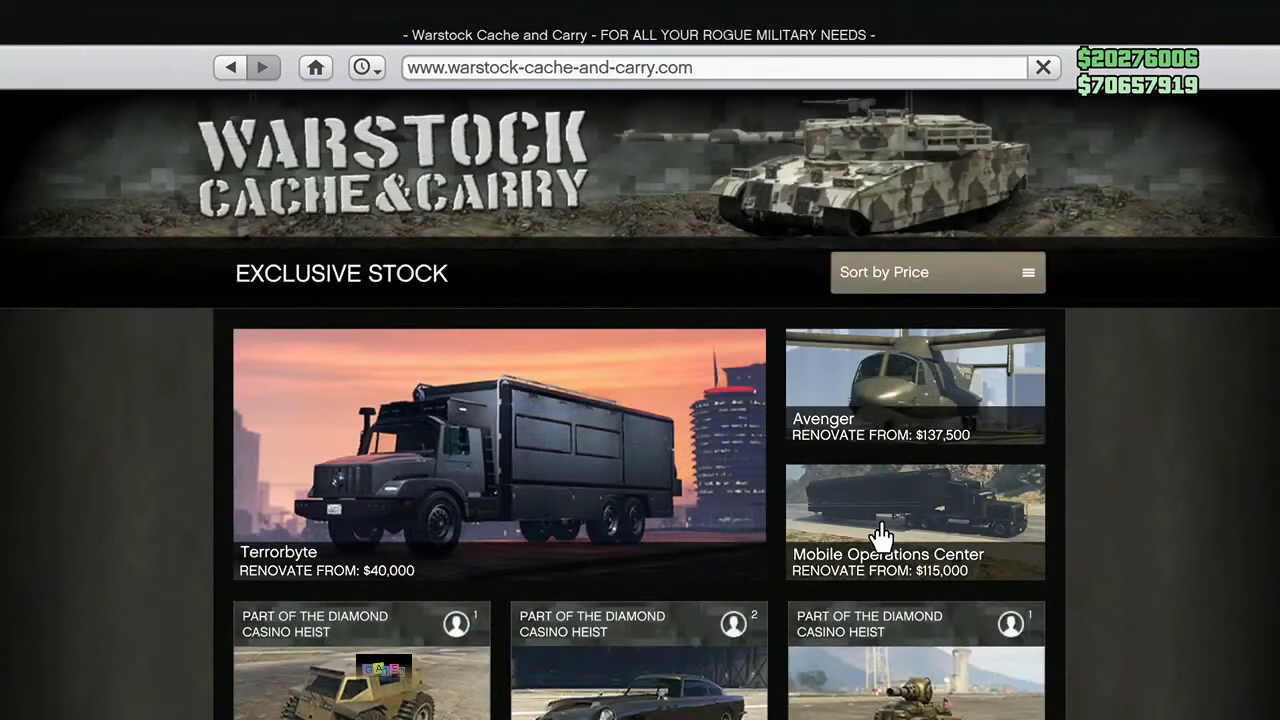 - Warstock Cache and Carry - FOR ALL YOUR ROGUE MILITARY NEEDS -
www.warstock-cache-and-carry.com
$20276006
$70657919
WARSTOCK
CACHE&CARRY
EXCLUSIVE STOCK
Sort by Price
Terrorbyte
RENOVATE FROM: $40,000
Avenger
RENOVATE FROM: $137,500
Mobile Operations Center
RENOVATE FROM: $115,000
PART OF THE DIAMOND
CASINO HEIST
1
PART OF THE DIAMOND
CASINO HEIST
2
PART OF THE DIAMOND
CASINO HEIST
1